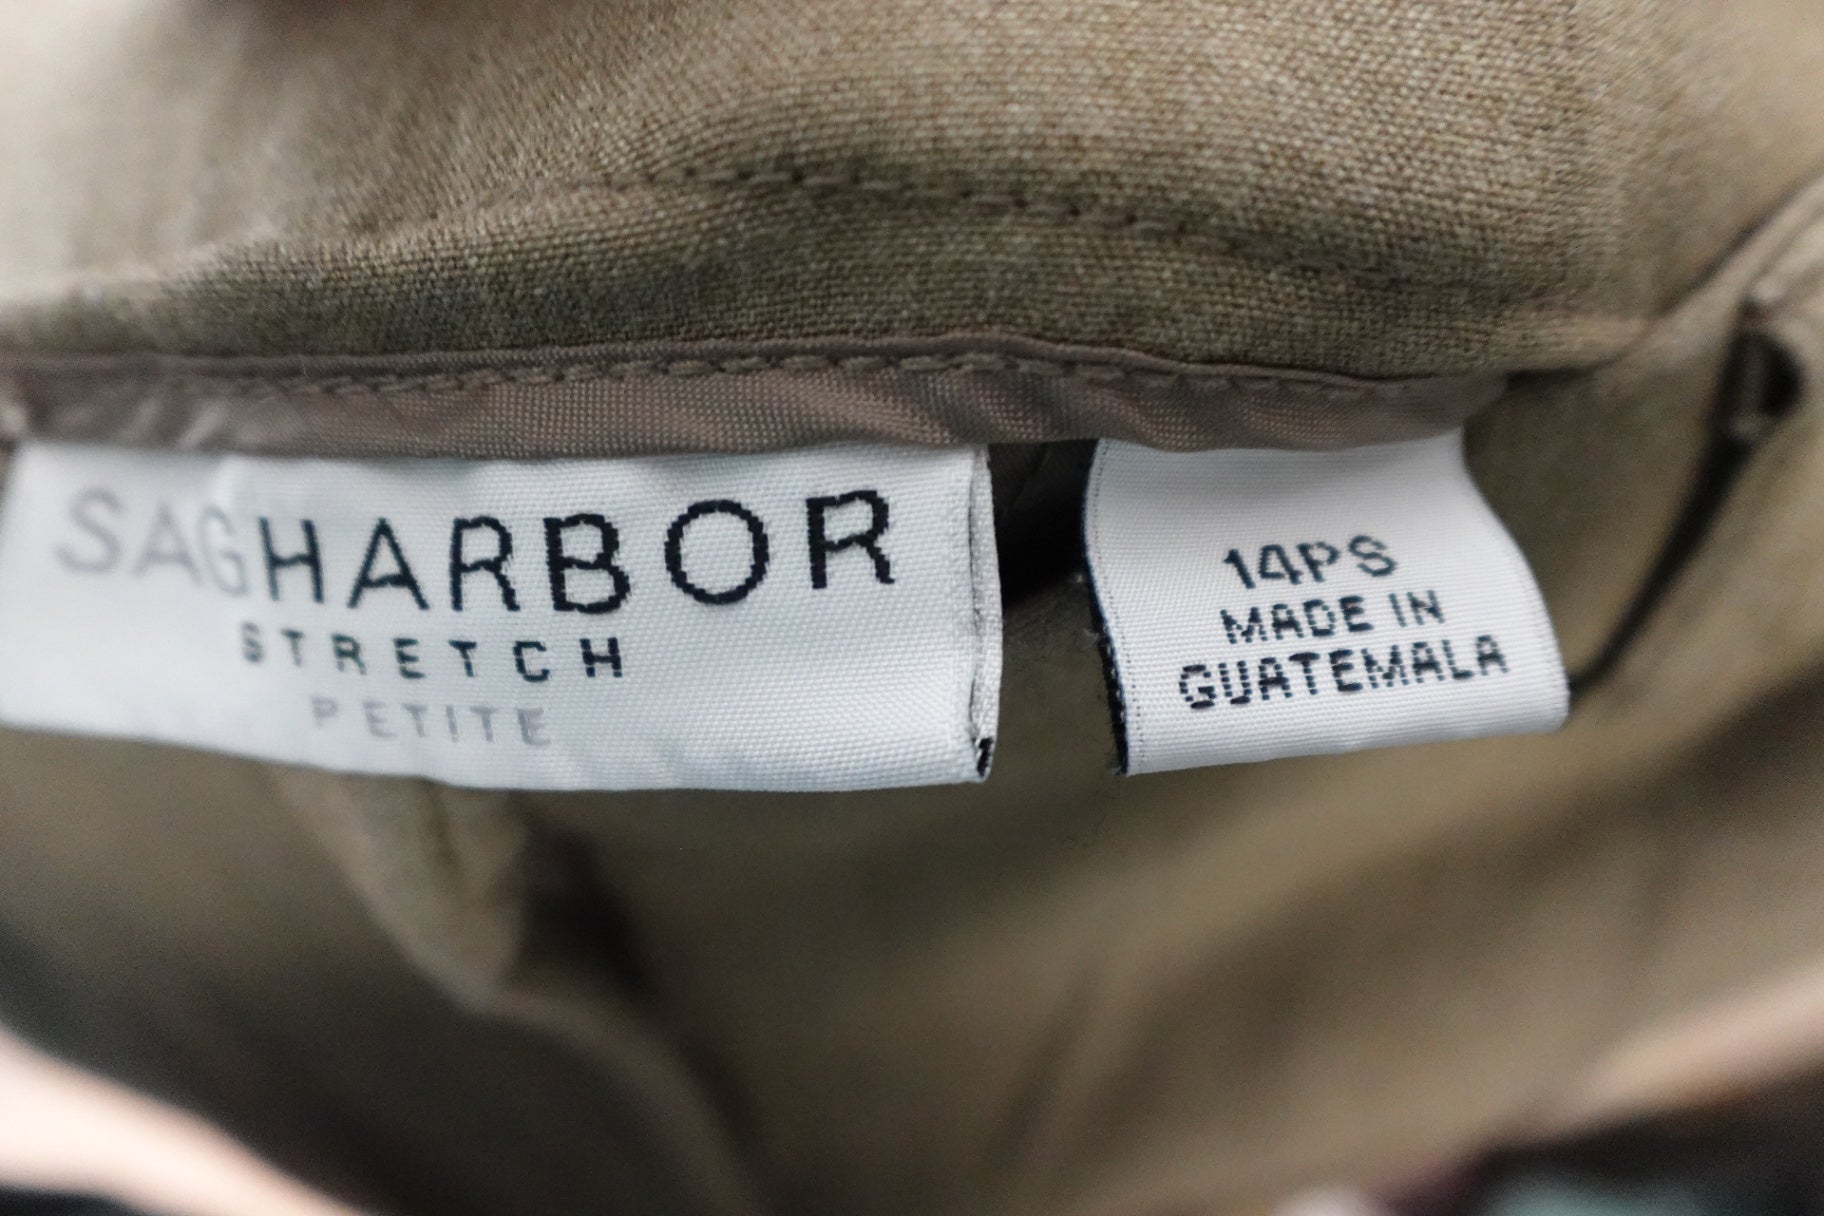 SAGHARBOR
STRETCH
PETITE
14PS
MADE IN
GUATEMALA